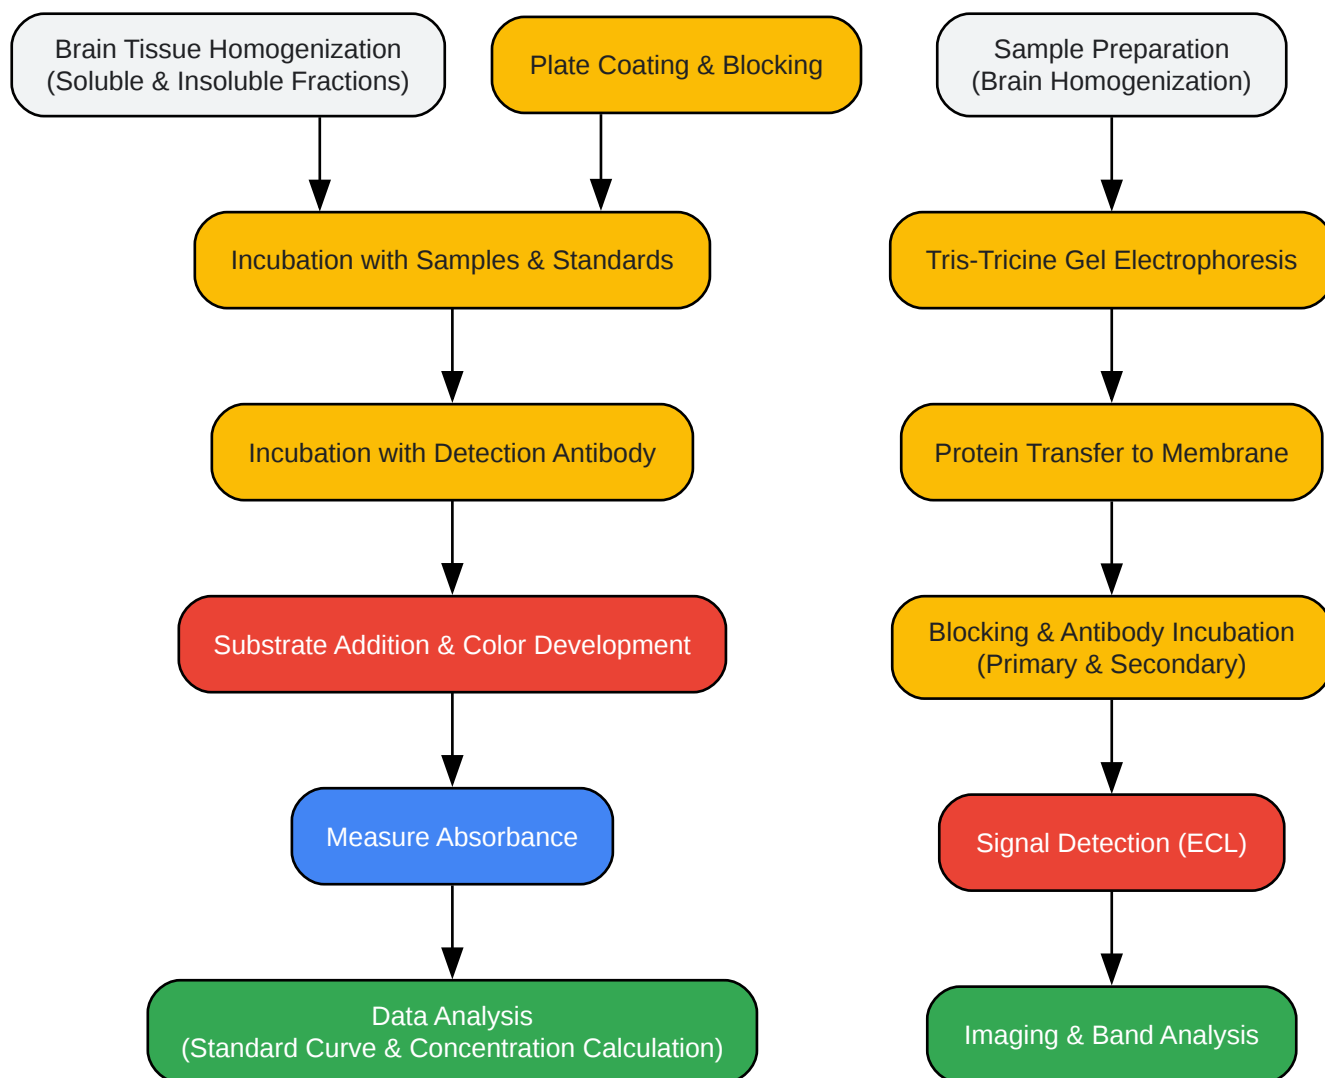 Brain Tissue Homogenization
(Soluble & Insoluble Fractions)
Plate Coating & Blocking
Incubation with Samples & Standards
Incubation with Detection Antibody
Substrate Addition & Color Development
Measure Absorbance
Data Analysis
(Standard Curve & Concentration Calculation)
Sample Preparation
(Brain Homogenization)
Tris-Tricine Gel Electrophoresis
Protein Transfer to Membrane
Blocking & Antibody Incubation
(Primary & Secondary)
Signal Detection (ECL)
Imaging & Band Analysis